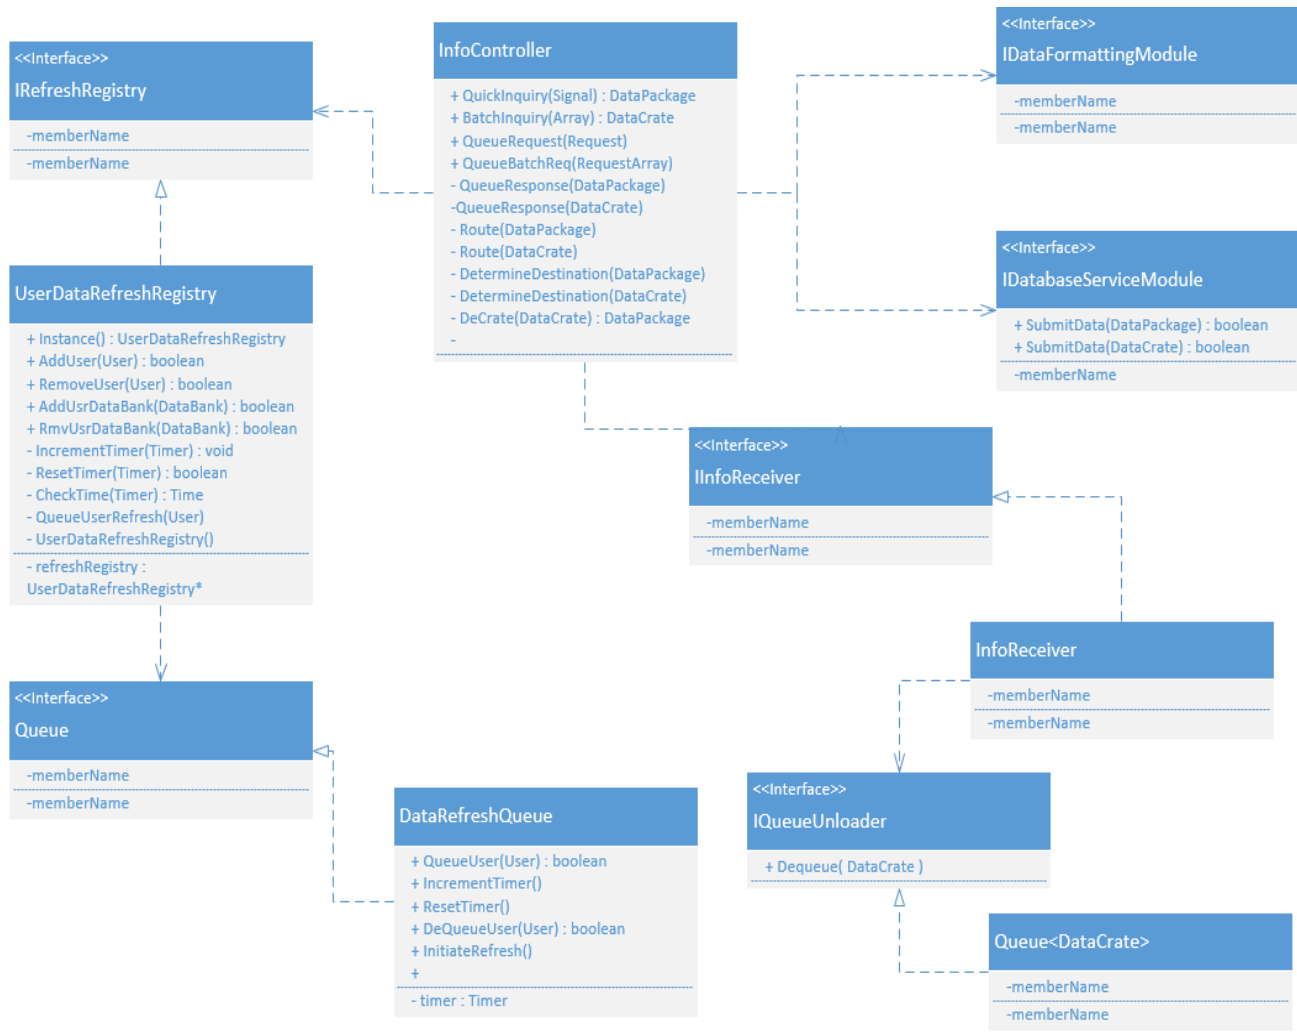 <<Interface>>
IRefreshRegistry
-memberName
-memberName
InfoController
+ QuickInquiry(Signal) : DataPackage
+ BatchInquiry(Array) : DataCrate
+ QueueRequest(Request)
+ QueueBatchReq(RequestArray)
- QueueResponse(DataPackage)
-QueueResponse(DataCrate)
- Route(DataPackage)
- Route(DataCrate)
- DetermineDestination(DataPackage)
- DetermineDestination(DataCrate)
- DeCrate(DataCrate) : DataPackage
-
<<Interface>>
IDataFormattingModule
-memberName
-memberName
<<Interface>>
IDatabaseServiceModule
+ SubmitData(DataPackage) : boolean
+ SubmitData(DataCrate) : boolean
-memberName
UserDataRefreshRegistry
+ Instance() : UserDataRefreshRegistry
+ AddUser(User) : boolean
+ RemoveUser(User) : boolean
+ AddUsrDataBank(DataBank) : boolean
+ RmvUsrDataBank(DataBank) : boolean
- IncrementTimer(Timer) : void
- ResetTimer(Timer) : boolean
- CheckTime(Timer) : Time
- QueueUserRefresh(User)
- UserDataRefreshRegistry()
- refreshRegistry :
UserDataRefreshRegistry*
<<Interface>>
IInfoReceiver
-memberName
-memberName
InfoReceiver
-memberName
-memberName
<<Interface>>
Queue
-memberName
-memberName
DataRefreshQueue
+ QueueUser(User) : boolean
+ IncrementTimer()
+ ResetTimer()
+ DeQueueUser(User) : boolean
+ InitiateRefresh()
+
- timer : Timer
<<Interface>>
IQueueUnloader
+ Dequeue( DataCrate )
Queue<DataCrate>
-memberName
-memberName